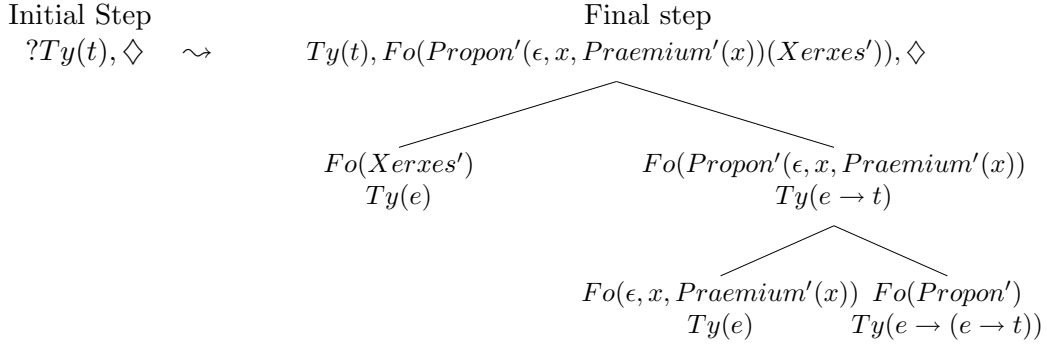 Initial Step Final step
?Ty(t), ♢ ⇝ Ty(t), Fo(Propon′(ϵ, x, Praemium′(x))(Xerxes′)), ♢
Fo(Xerxes′) Fo(Propon′(ϵ, x, Praemium′(x))
Ty(e) Ty(e → t)
Fo(ϵ, x, Praemium′(x)) Fo(Propon′)
Ty(e) Ty(e → (e → t))